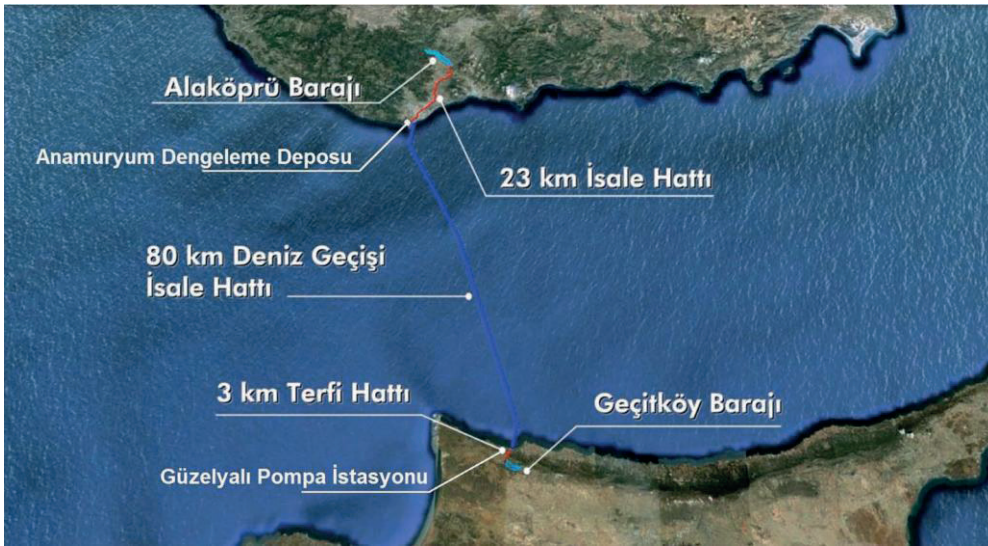 Alaköprü Barajı
Anamuryum Dengeleme Deposu
23 km İsale Hattı
80 km Deniz Geçişi
İsale Hattı
3 km Terfi Hattı
Geçitköy Barajı
Güzelyalı Pompa İstasyonu